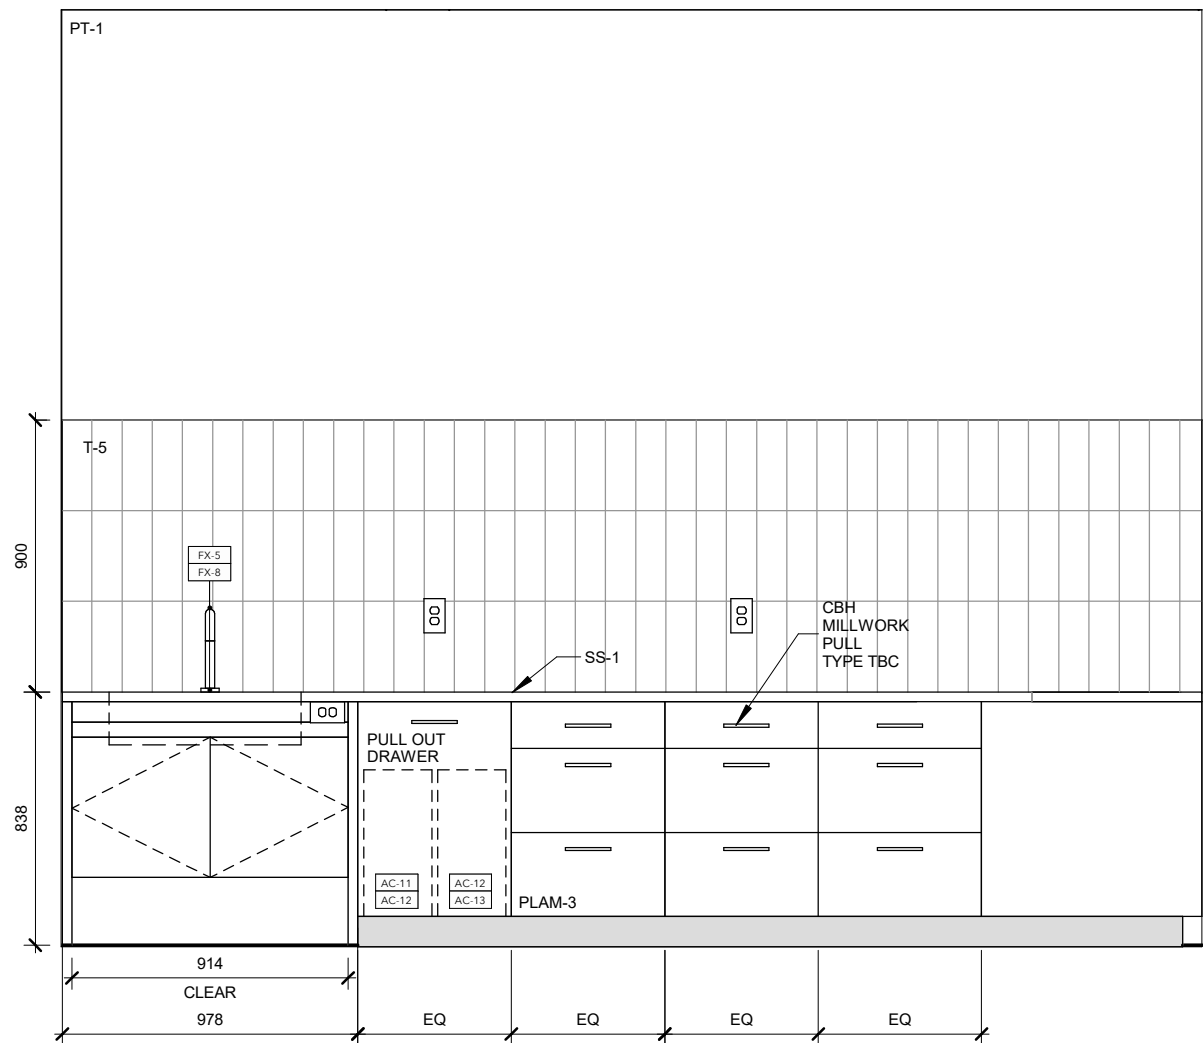 PT-1
T-5
900
FX-5
FX-8
CBH
MILLWORK
PULL
TYPE TBC
SS-1
PULL OUT
DRAWER
838
AC-11
AC-12
AC-12
AC-13
PLAM-3
914
CLEAR
978
EQ
EQ
EQ
EQ